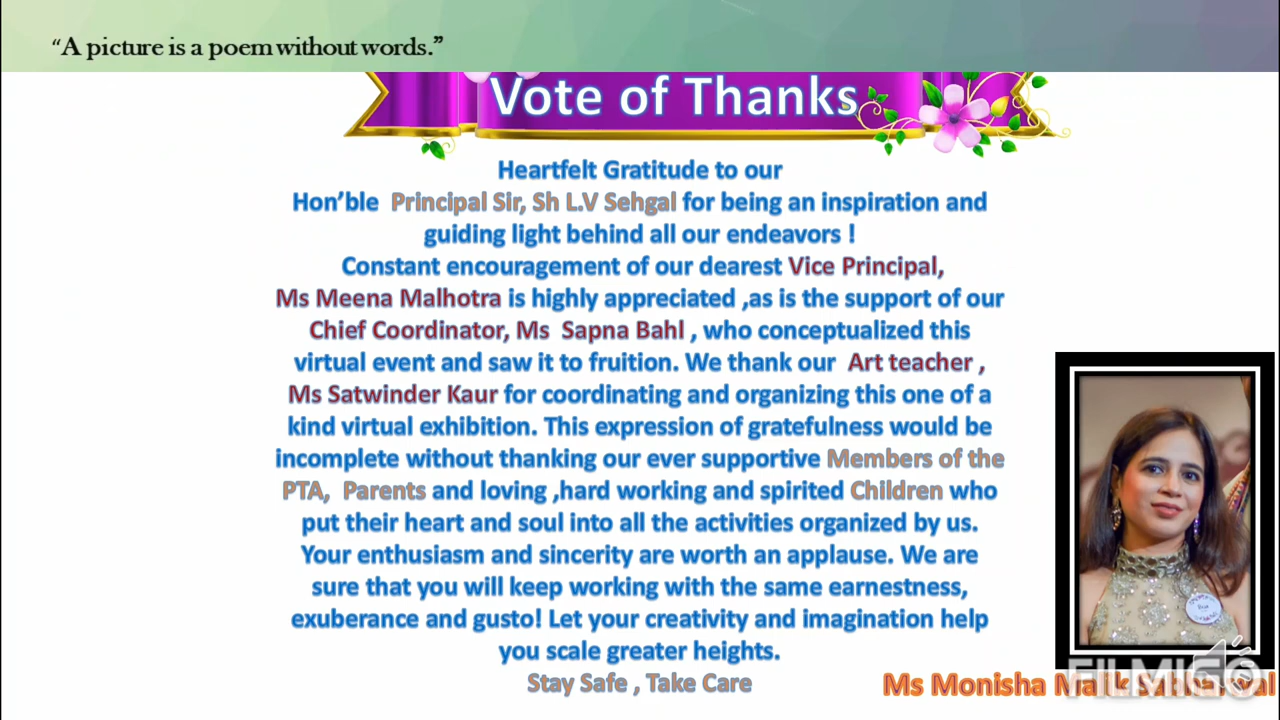 “A picture is a poem without words.”
Vote of Thanks
Heartfelt Gratitude to our
Hon’ble Principal Sir, Sh L.V Sehgal for being an inspiration and
guiding light behind all our endeavors !
Constant encouragement of our dearest Vice Principal,
Ms Meena Malhotra is highly appreciated ,as is the support of our
Chief Coordinator, Ms Sapna Bahl , who conceptualized this
virtual event and saw it to fruition. We thank our Art teacher ,
Ms Satwinder Kaur for coordinating and organizing this one of a
kind virtual exhibition. This expression of gratefulness would be
incomplete without thanking our ever supportive Members of the
PTA, Parents and loving ,hard working and spirited Children who
put their heart and soul into all the activities organized by us.
Your enthusiasm and sincerity are worth an applause. We are
sure that you will keep working with the same earnestness,
exuberance and gusto! Let your creativity and imagination help
you scale greater heights.
Stay Safe , Take Care
Ms Monisha Malik
FILMIGO